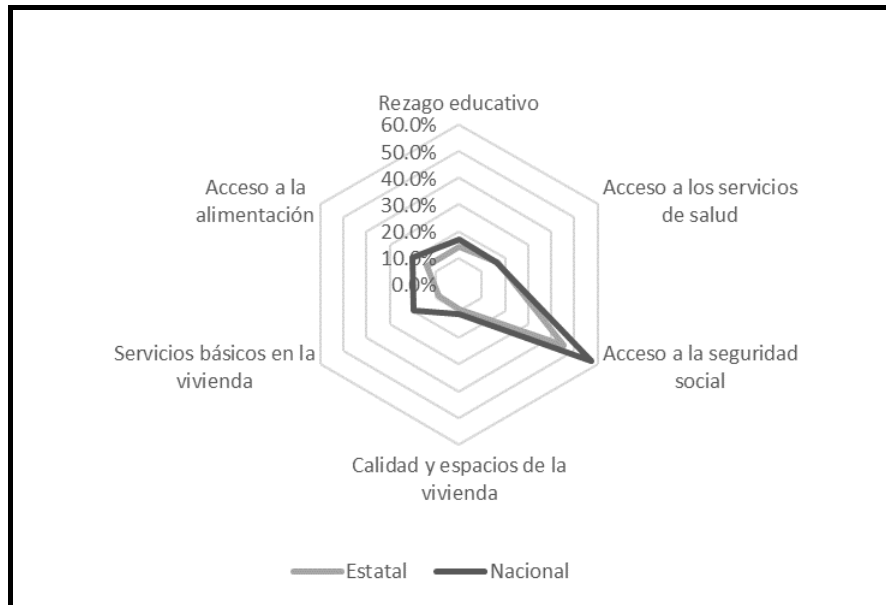 Rezago educativo
60.0%
50.0%
40.0%
30.0%
20.0%
10.0%
0.0%
Acceso a los servicios
de salud
Acceso a la seguridad
social
Calidad y espacios de la
vivienda
Servicios básicos en la
vivienda
Acceso a la
alimentación
Estatal
Nacional